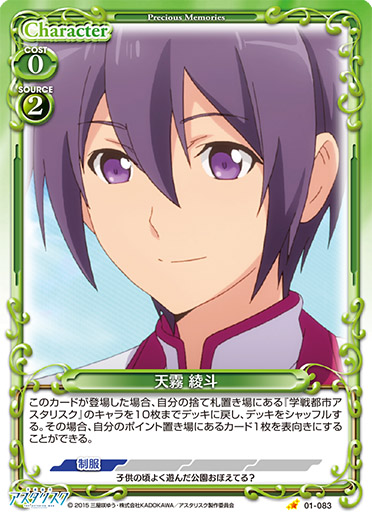 Precious Memories
Character
COST
0
SOURCE
2
天霧 綾斗
このカードが登場した場合、自分の捨て札置き場にある『学戦都市ア
スタリスク』のキャラを10枚までデッキに戻し、デッキをシャッフルす
る。その場合、自分のポイント置き場にあるカード1枚を表向きにする
ことができる。
制服
子供の頃よく遊んだ公園おぼえてる?
アスタリスク
© 2015 三屋咲ゆう・株式会社KADOKAWA/アスタリスク製作委員会
01-083